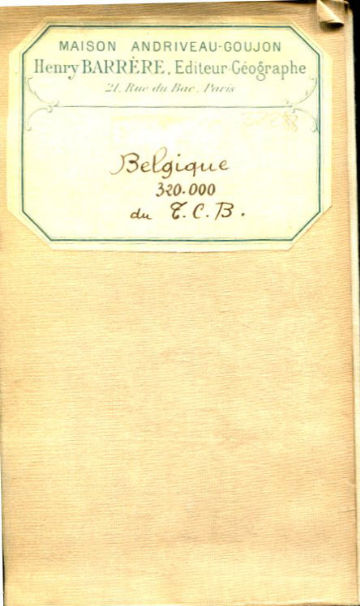 MAISON ANDRIVEAU-GOUJON
Henry BARRÈRE, Editeur-Géographe
21, Rue du Bac, Paris
Belgique
320.000
du T.C.B.